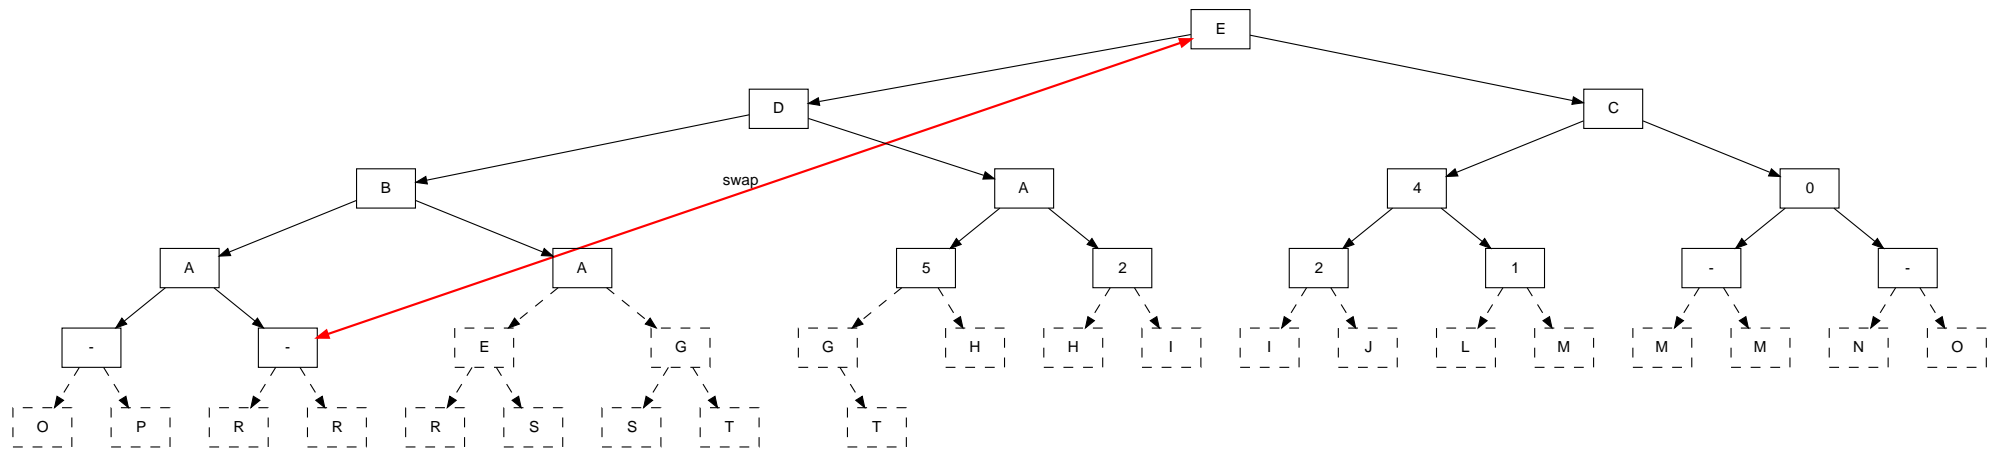 E
D C
swap
B A 4 0
A A 5 2 2 1 - -
- - E G G H H I I J L M M M N O
O P R R R S S T T